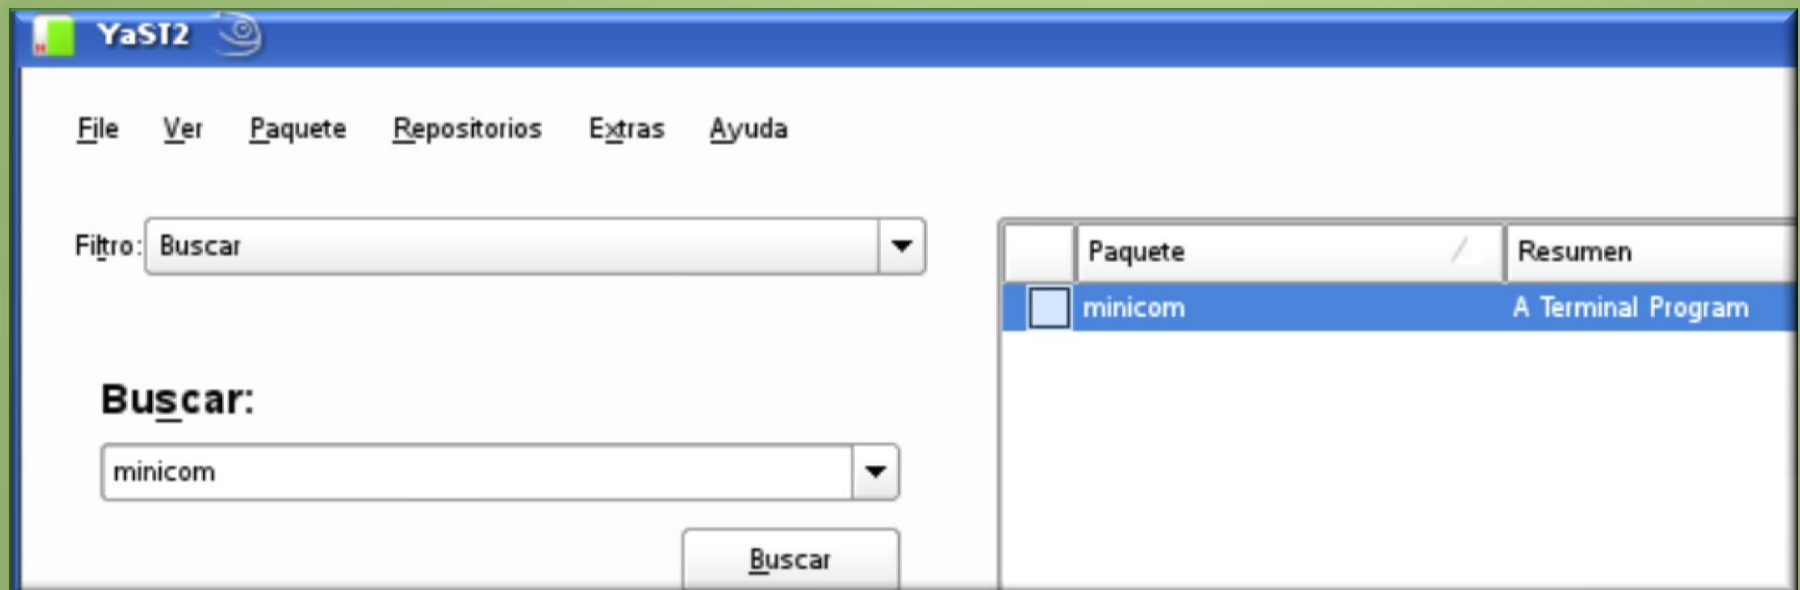 YaST2
File Ver Paquete Repositorios Extras Ayuda
Filtro: Buscar
Paquete Resumen
minicom A Terminal Program
Buscar:
minicom
Buscar